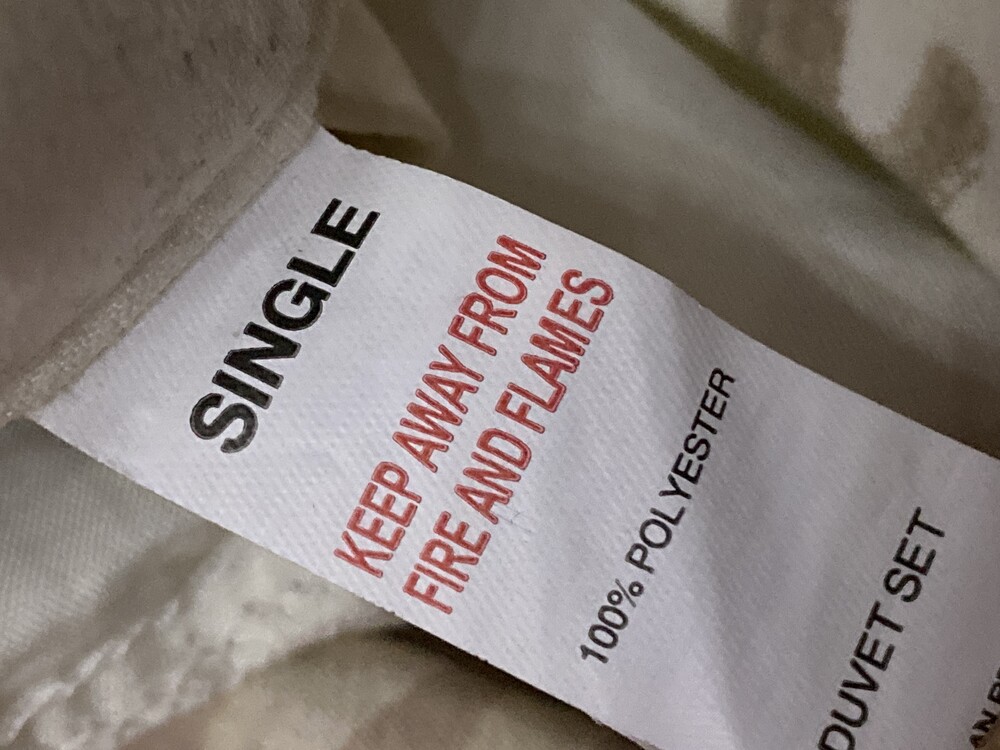 SINGLE
KEEP AWAY FROM
FIRE AND FLAMES
100% POLYESTER
DUVET SET